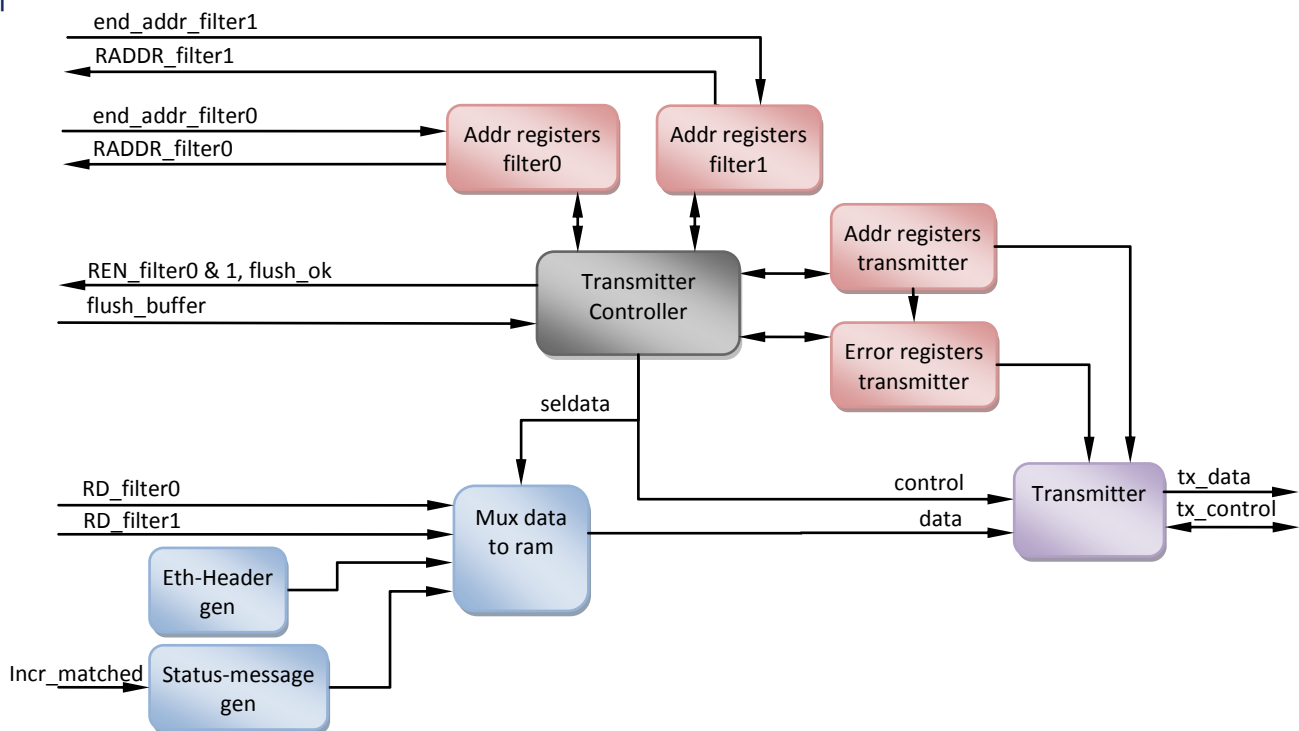 end_addr_filter1
RADDR_filter1
end_addr_filter0
RADDR_filter0
Addr registers
filter0
Addr registers
filter1
Addr registers
transmitter
REN_filter0 & 1, flush_ok
flush_buffer
Transmitter
Controller
Error registers
transmitter
seldata
RD_filter0
RD_filter1
Mux data
to ram
control
data
Transmitter
tx_data
tx_control
Eth-Header
gen
Incr_matched
Status-message
gen